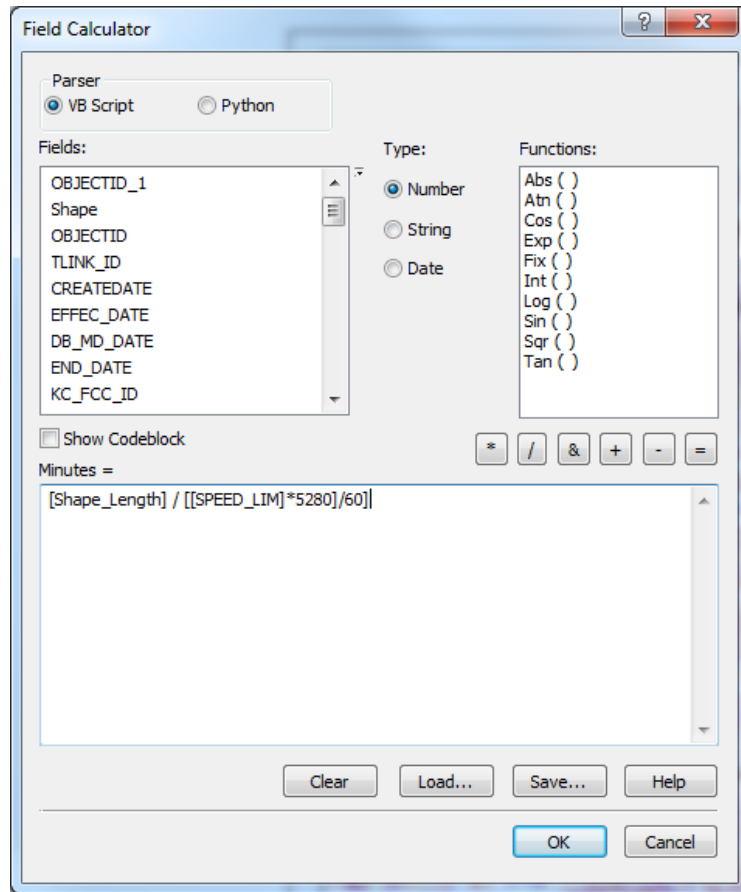 Field Calculator
?
X
Parser
VB Script Python
Fields:
OBJECTID_1
Shape
OBJECTID
TLINK_ID
CREATEDATE
EFFEC_DATE
DB_MD_DATE
END_DATE
KC_FCC_ID
Type:
Number
String
Date
Functions:
Abs ( )
Atn ( )
Cos ( )
Exp ( )
Fix ( )
Int ( )
Log ( )
Sin ( )
Sqr ( )
Tan ( )
Show Codeblock
* / & + - =
Minutes =
[Shape_Length] / [[SPEED_LIM]*5280]/60]
Clear Load... Save... Help
OK Cancel